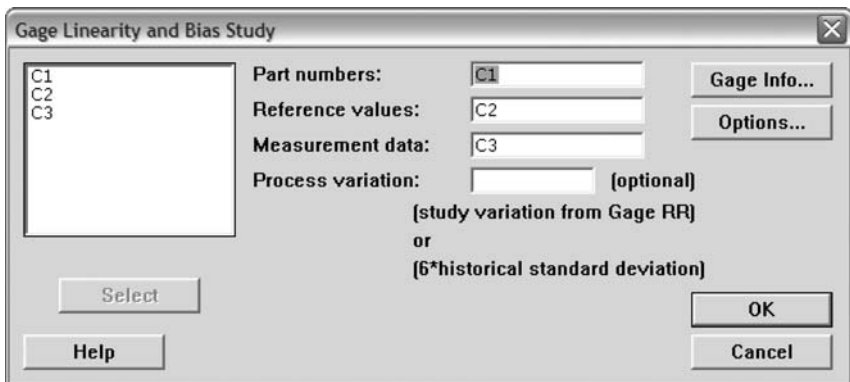 Gage Linearity and Bias Study
C1
C2
C3
Part numbers: C1
Reference values: C2
Measurement data: C3
Process variation: (optional)
(study variation from Gage RR)
or
(6*historical standard deviation)
Gage Info...
Options...
Select
Help
OK
Cancel